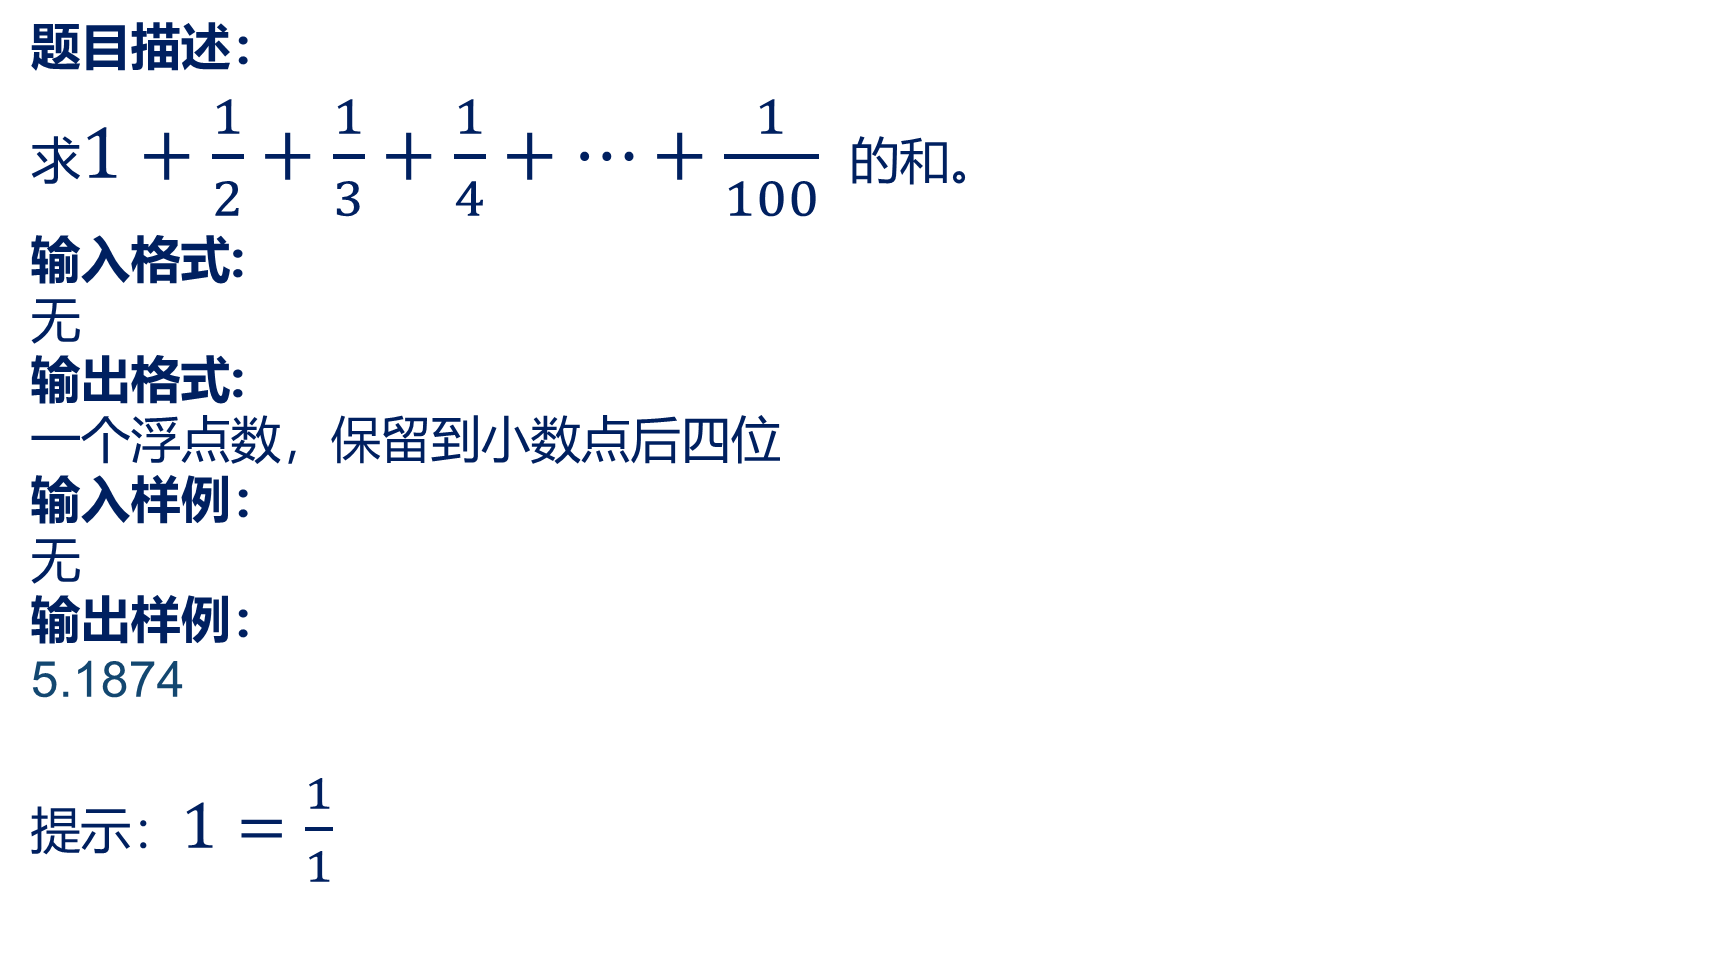 题目描述：
求1 + 1/2 + 1/3 + 1/4 + ⋯ + 1/100 的和。
输入格式:
无
输出格式:
一个浮点数，保留到小数点后四位
输入样例：
无
输出样例：
5.1874
提示：1 = 1/1